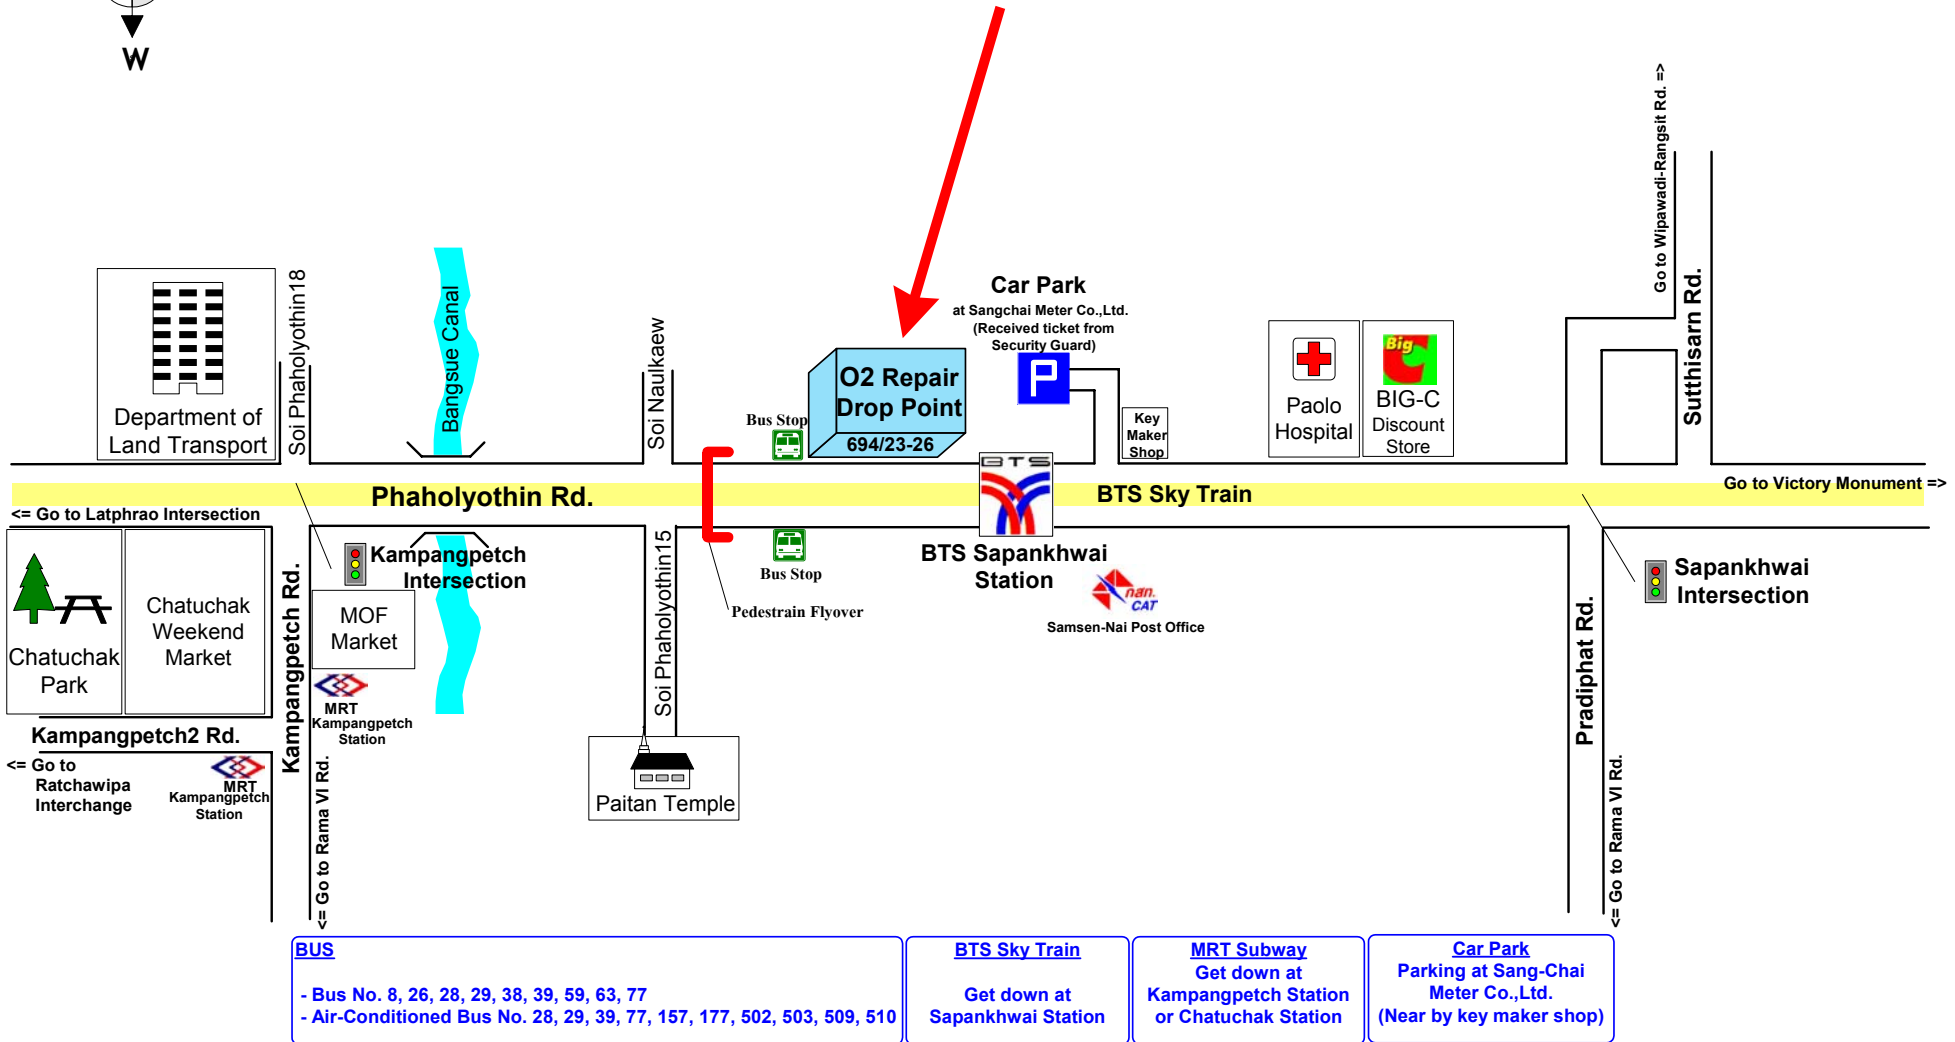 W
Go to Wipawadi-Rangsit Rd. =>
Sutthisarn Rd.
Car Park
at Sangchai Meter Co.,Ltd.
(Received ticket from
Security Guard)
P
Department of
Land Transport
Soi Phaholyothin18
Bangsue Canal
Soi Naulkaew
Bus Stop
O2 Repair
Drop Point
694/23-26
Key
Maker
Shop
Paolo
Hospital
Big
C
BIG-C
Discount
Store
BTS
Phaholyothin Rd.
BTS Sky Train
Go to Victory Monument =>
<= Go to Latphrao Intersection
Kampangpetch
Intersection
Bus Stop
BTS Sapankhwai
Station
Pedestrain Flyover
nan.
CAT
Samsen-Nai Post Office
Sapankhwai
Intersection
Chatuchak
Park
Chatuchak
Weekend
Market
Kampangpetch Rd.
MOF
Market
MRT
Kampangpetch
Station
Soi Phaholyothin15
Paitan Temple
Pradiphat Rd.
Kampangpetch2 Rd.
<= Go to
Ratchawipa
Interchange
MRT
Kampangpetch
Station
<= Go to Rama VI Rd.
<= Go to Rama VI Rd.
BUS
- Bus No. 8, 26, 28, 29, 38, 39, 59, 63, 77
- Air-Conditioned Bus No. 28, 29, 39, 77, 157, 177, 502, 503, 509, 510
BTS Sky Train
Get down at
Sapankhwai Station
MRT Subway
Get down at
Kampangpetch Station
or Chatuchak Station
Car Park
Parking at Sang-Chai
Meter Co.,Ltd.
(Near by key maker shop)